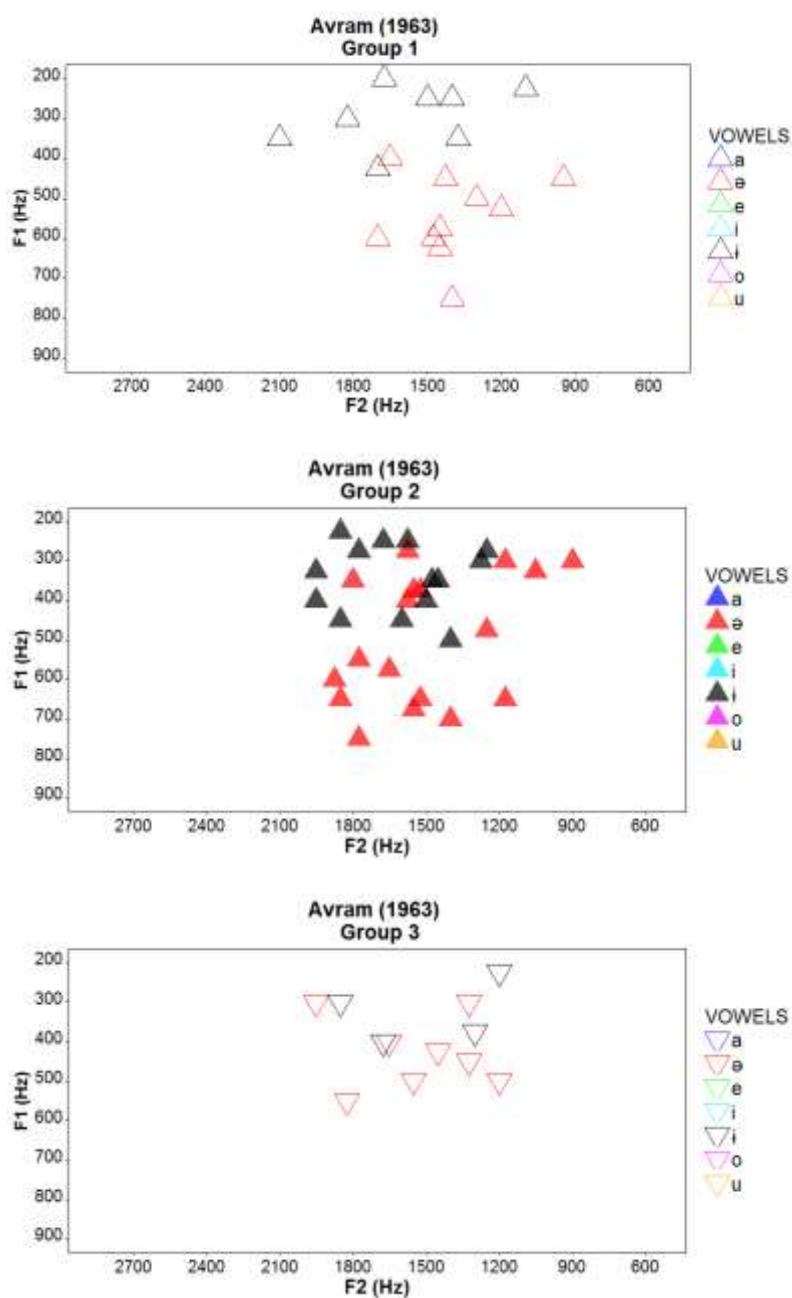 Avram (1963)
Group 1
200
300
400
500
600
700
800
900
F1 (Hz)
2700 2400 2100 1800 1500 1200 900 600
F2 (Hz)
VOWELS
a
ə
e
i
ɨ
o
u
Avram (1963)
Group 2
200
300
400
500
600
700
800
900
F1 (Hz)
2700 2400 2100 1800 1500 1200 900 600
F2 (Hz)
VOWELS
a
ə
e
i
ɨ
o
u
Avram (1963)
Group 3
200
300
400
500
600
700
800
900
F1 (Hz)
2700 2400 2100 1800 1500 1200 900 600
F2 (Hz)
VOWELS
a
ə
e
i
ɨ
o
u